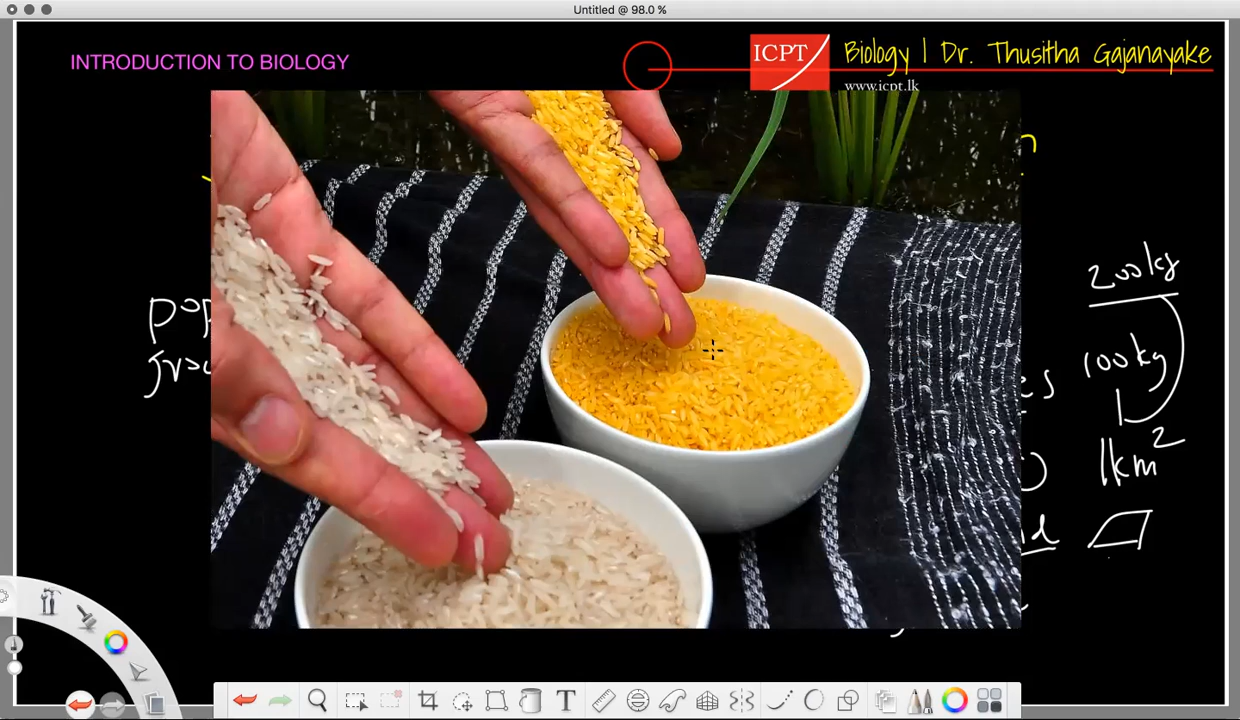 Untitled @ 98.0 %
INTRODUCTION TO BIOLOGY
ICPT
Biology | Dr. Thusitha Gajanayake
www.icpt.lk
200kg
100kg
1km²
T